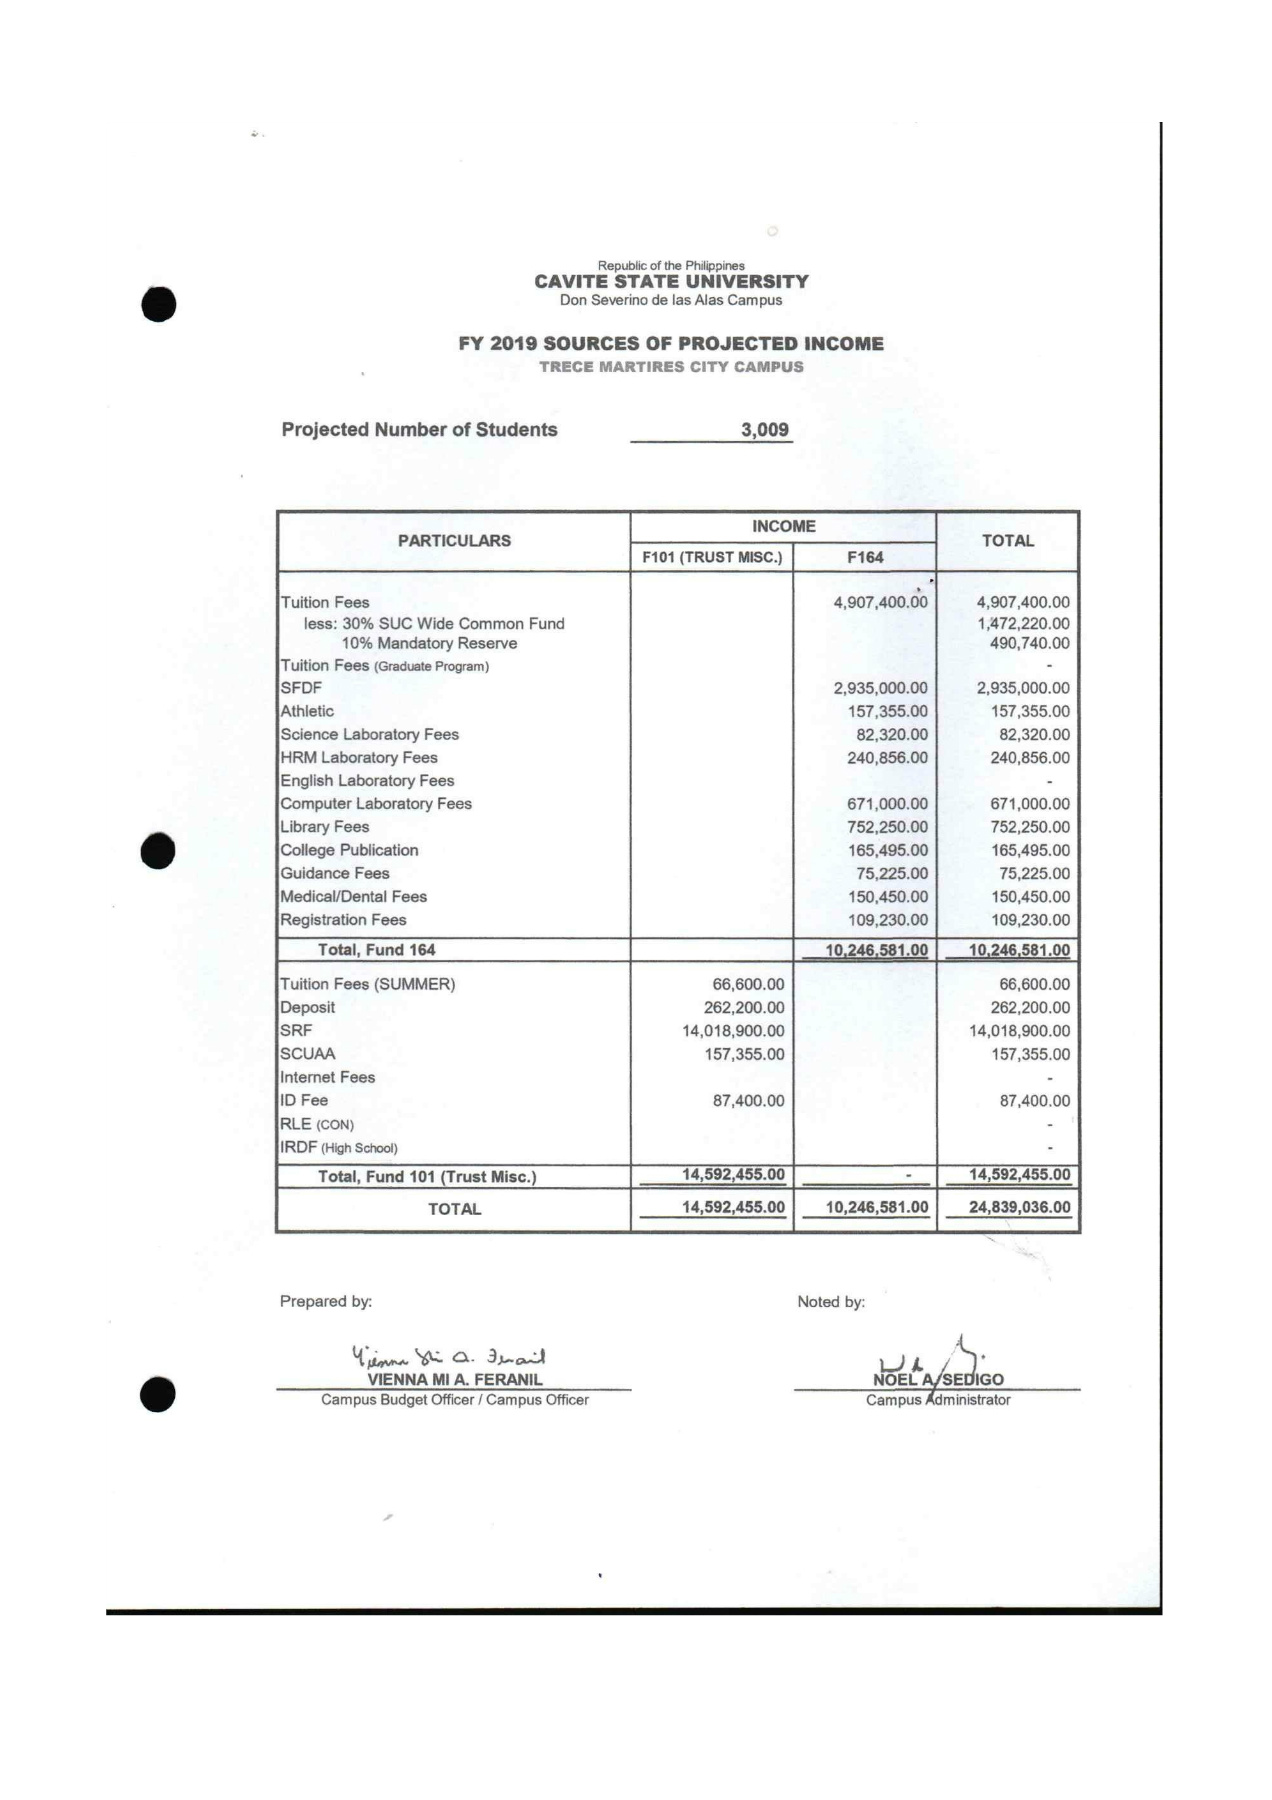 Republic of the Philippines
CAVITE STATE UNIVERSITY
Don Severino de las Alas Campus
FY 2019 SOURCES OF PROJECTED INCOME
TRECE MARTIRES CITY CAMPUS
Projected Number of Students 3,009
PARTICULARS INCOME TOTAL
F101 (TRUST MISC.) F164
Tuition Fees 4,907,400.00 4,907,400.00
less: 30% SUC Wide Common Fund 1,472,220.00
10% Mandatory Reserve 490,740.00
Tuition Fees (Graduate Program) -
SFDF 2,935,000.00 2,935,000.00
Athletic 157,355.00 157,355.00
Science Laboratory Fees 82,320.00 82,320.00
HRM Laboratory Fees 240,856.00 240,856.00
English Laboratory Fees -
Computer Laboratory Fees 671,000.00 671,000.00
Library Fees 752,250.00 752,250.00
College Publication 165,495.00 165,495.00
Guidance Fees 75,225.00 75,225.00
Medical/Dental Fees 150,450.00 150,450.00
Registration Fees 109,230.00 109,230.00
Total, Fund 164 10,246,581.00 10,246,581.00
Tuition Fees (SUMMER) 66,600.00 66,600.00
Deposit 262,200.00 262,200.00
SRF 14,018,900.00 14,018,900.00
SCUAA 157,355.00 157,355.00
Internet Fees -
ID Fee 87,400.00 87,400.00
RLE (CON) -
IRDF (High School) -
Total, Fund 101 (Trust Misc.) 14,592,455.00 - 14,592,455.00
TOTAL 14,592,455.00 10,246,581.00 24,839,036.00
Prepared by: Noted by:
Vienna Mi A. Feranil
VIENNA MI A. FERANIL NOEL A. SEDIGO
Campus Budget Officer / Campus Officer Campus Administrator